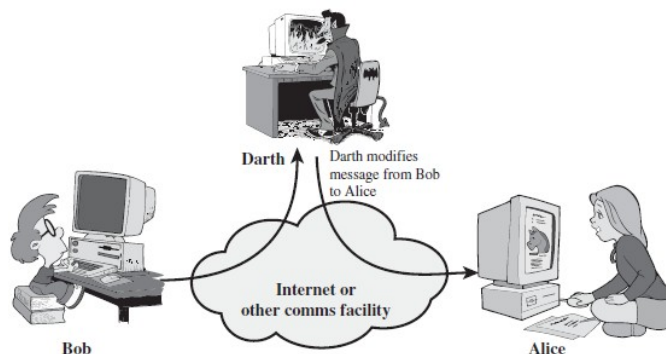 Darth
Darth modifies
message from Bob
to Alice
Internet or
other comms facility
Bob
Alice